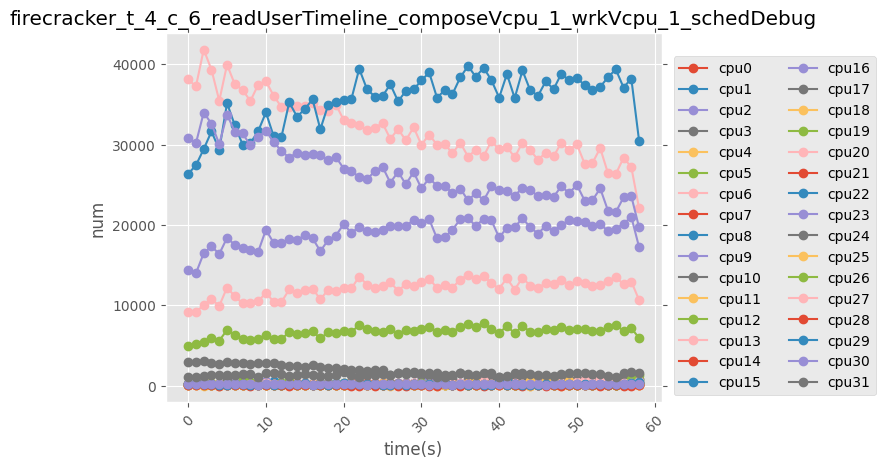 firecracker_t_4_c_6_readUserTimeline_composeVcpu_1_wrkVcpu_1_schedDebug
40000
30000
20000
10000
0
num
0
10
20
30
40
50
60
time(s)
cpu0
cpu1
cpu2
cpu3
cpu4
cpu5
cpu6
cpu7
cpu8
cpu9
cpu10
cpu11
cpu12
cpu13
cpu14
cpu15
cpu16
cpu17
cpu18
cpu19
cpu20
cpu21
cpu22
cpu23
cpu24
cpu25
cpu26
cpu27
cpu28
cpu29
cpu30
cpu31